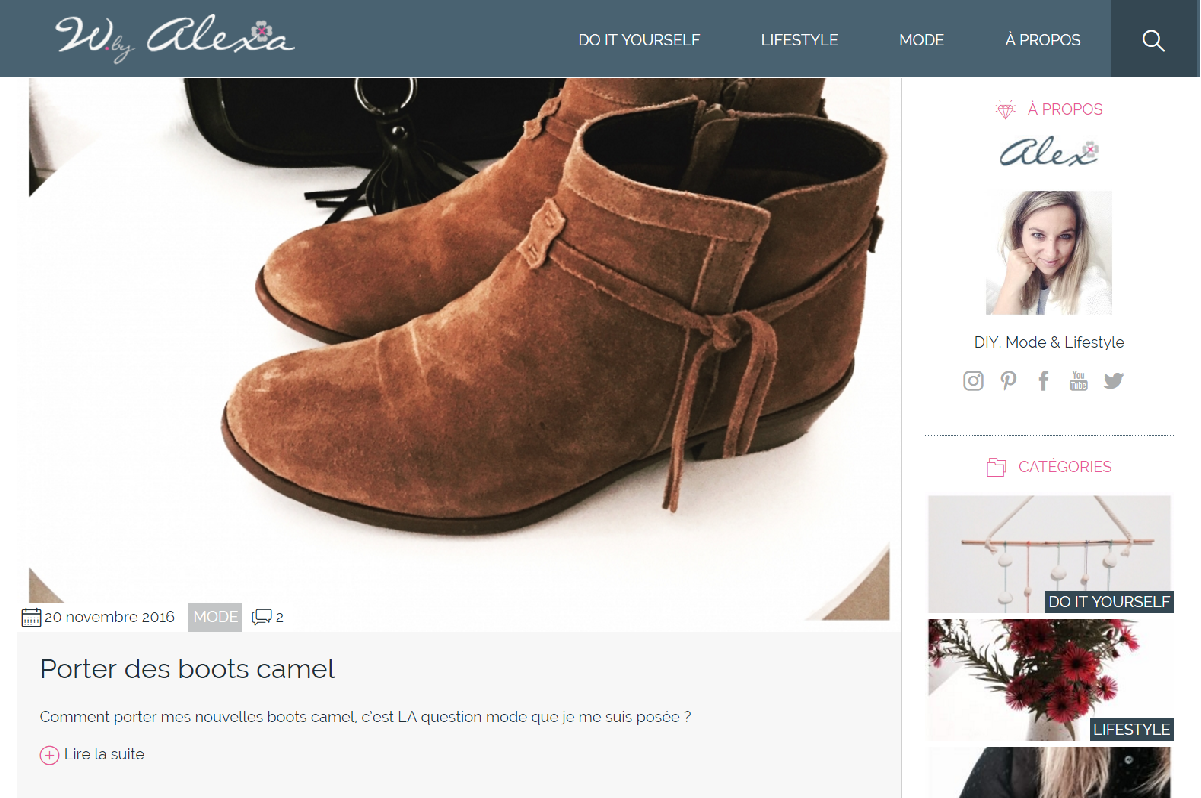 W.by Alexa
DO IT YOURSELF
LIFESTYLE
MODE
À PROPOS
À PROPOS
Alex
DIY, Mode & Lifestyle
You Tube
CATÉGORIES
DO IT YOURSELF
LIFESTYLE
20 novembre 2016
MODE
2
Porter des boots camel
Comment porter mes nouvelles boots camel, c'est LA question mode que je me suis posée ?
Lire la suite